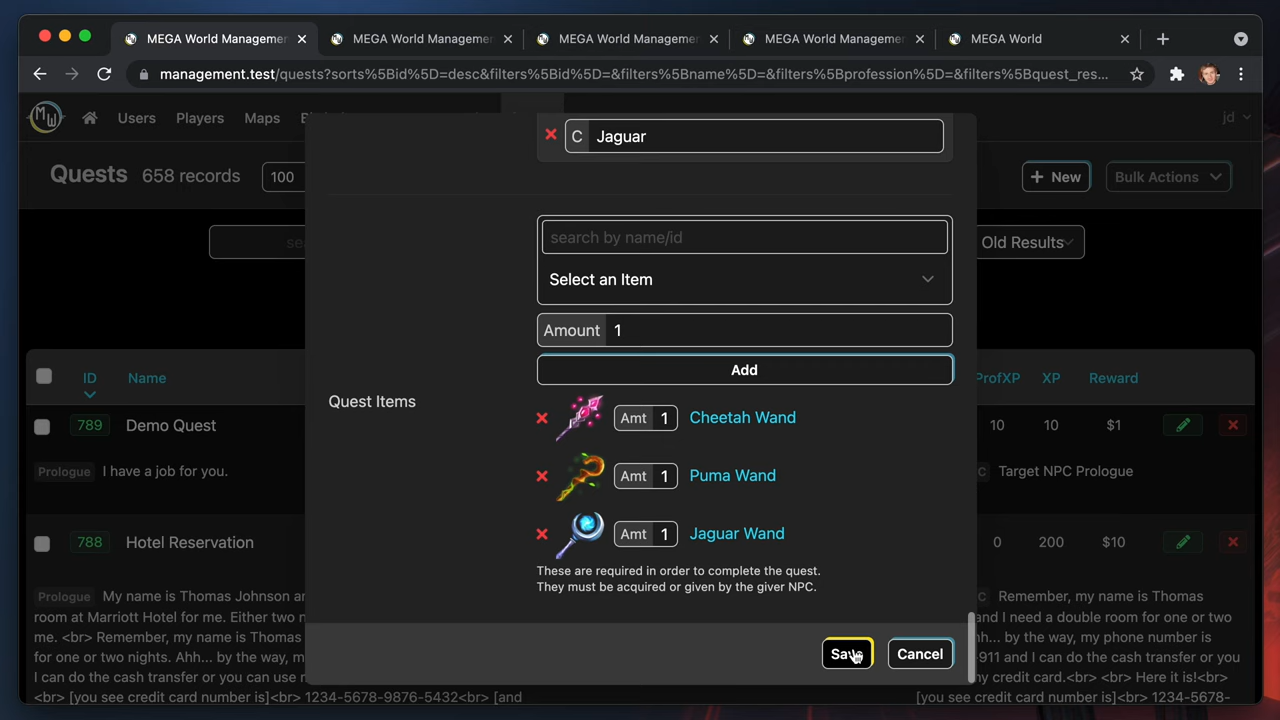 MEGA World Managemen
MEGA World Managemen
MEGA World Managemen
MEGA World Managemen
MEGA World
management.test/quests?sorts%5Bid%5D=desc&filters%5Bid%5D=&filters%5Bname%5D=&filters%5Bprofession%5D=&filters%5Bquest_res...
MW
Users
Players
Maps
jd
C
Jaguar
Quests
658 records
100
+ New
Bulk Actions
search by name/id
Old Results
Select an Item
Amount
1
Add
ID
Name
ProfXP
XP
Reward
Quest Items
Amt 1
Cheetah Wand
789
Demo Quest
10
10
$1
Prologue I have a job for you.
Amt 1
Puma Wand
C Target NPC Prologue
Amt 1
Jaguar Wand
788
Hotel Reservation
0
200
$10
These are required in order to complete the quest.
They must be acquired or given by the giver NPC.
Prologue My name is Thomas Johnson an
room at Marriott Hotel for me. Either two n
me. <br> Remember, my name is Thomas
for one or two nights. Ahh... by the way, m
I can do the cash transfer or you can use m
<br> [you see credit card number is]<br> 1234-5678-9876-5432<br> [and
C Remember, my name is Thomas
and I need a double room for one or two
hh... by the way, my phone number is
-911 and I can do the cash transfer or you
ny credit card.<br> <br> Here it is!<br>
[you see credit card number is]<br> 1234-5678-
Save
Cancel